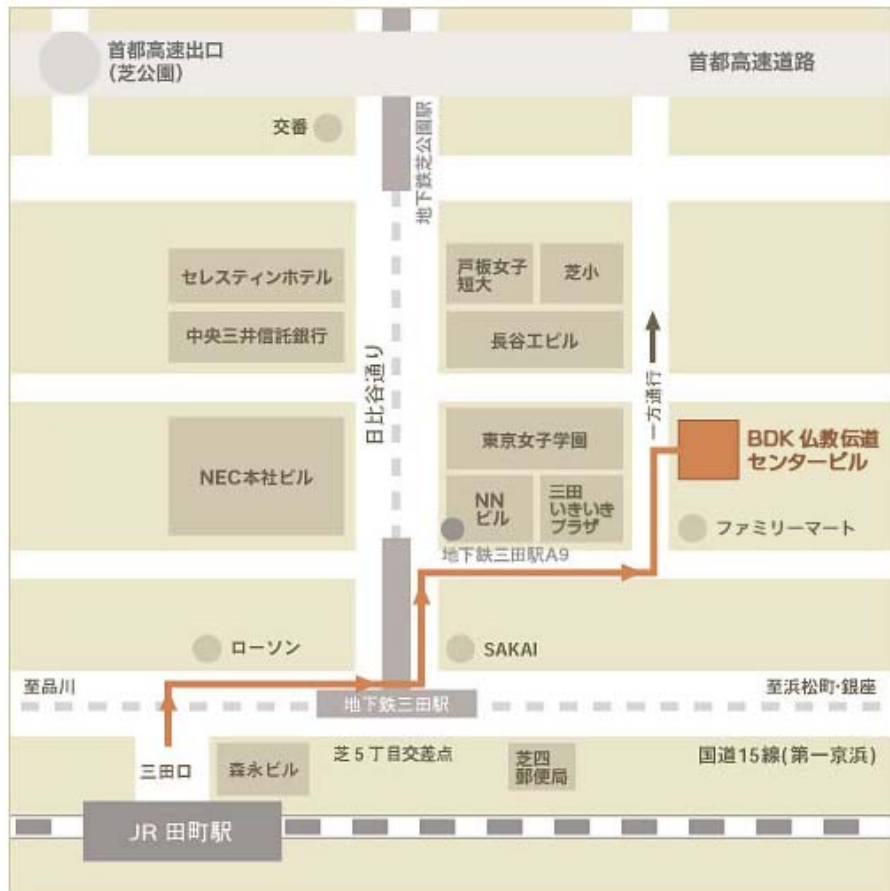 首都高速出口
(芝公園)
首都高速道路
交番
地下鉄芝公園駅
セレスティンホテル
戸板女子
短大
芝小
中央三井信託銀行
長谷工ビル
日比谷通り
一方通行
東京女子学園
BDK 仏教伝道
センタービル
NEC本社ビル
NN
ビル
三田
いきいき
プラザ
ファミリーマート
地下鉄三田駅A9
ローソン
SAKAI
至品川
至浜松町・銀座
地下鉄三田駅
三田口
森永ビル
芝5丁目交差点
芝四
郵便局
国道15線(第一京浜)
JR 田町駅